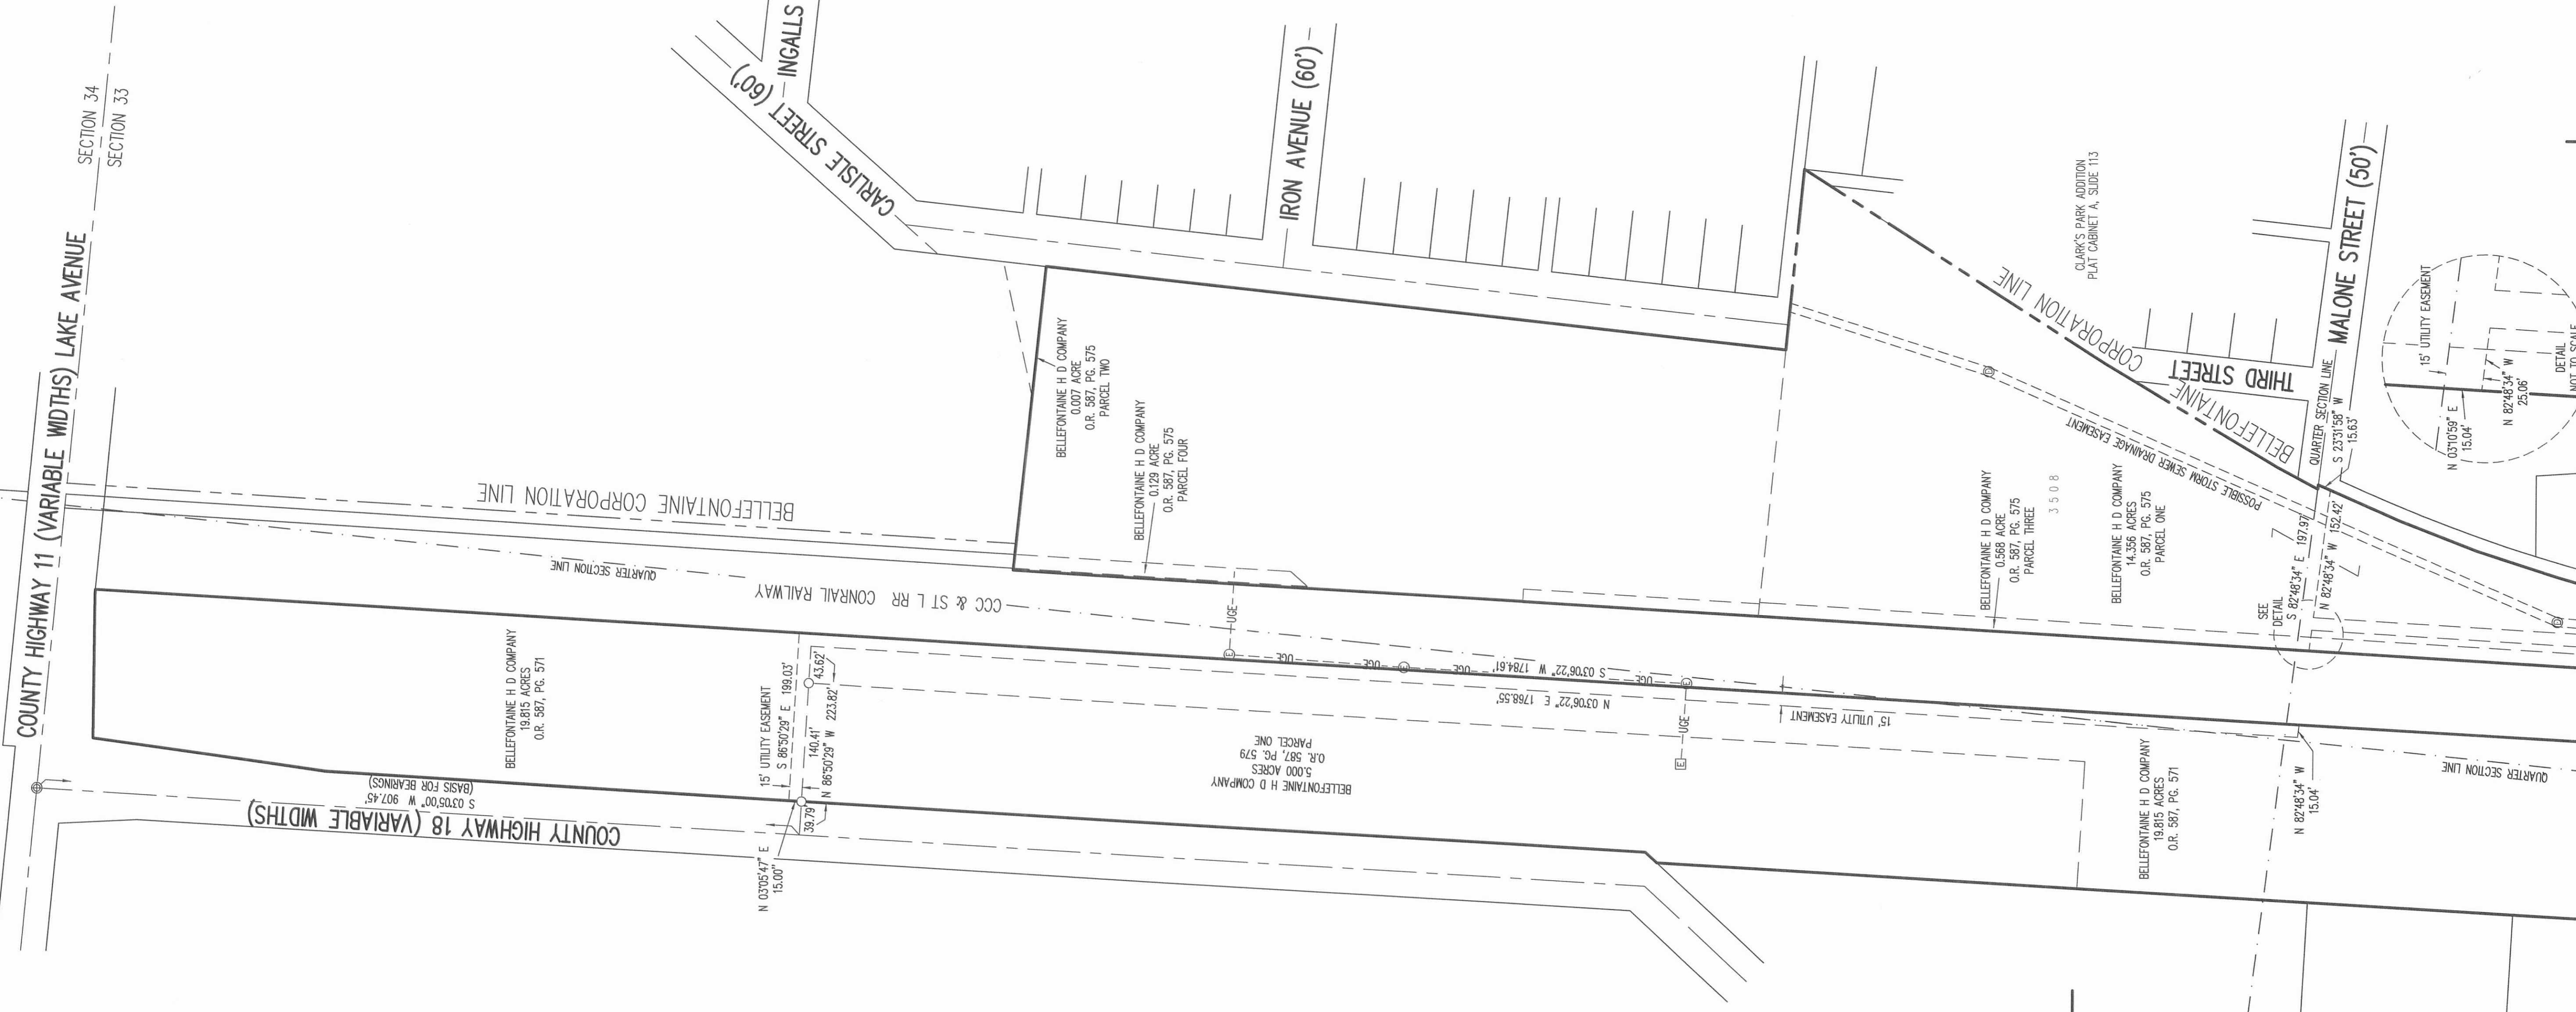 SECTION 34
SECTION 33
COUNTY HIGHWAY 11 (VARIABLE WIDTHS) LAKE AVENUE
INGALLS
CARLISLE STREET (60')
IRON AVENUE (60')
BELLEFONTAINE H D COMPANY
0.007 ACRE
O.R. 587, PG. 575
PARCEL TWO
BELLEFONTAINE H D COMPANY
0.129 ACRE
O.R. 587, PG. 575
PARCEL FOUR
CLARK'S PARK ADDITION
PLAT CABINET A, SLIDE 113
BELLEFONTAINE CORPORATION LINE
THIRD STREET
MALONE STREET (50')
QUARTER SECTION LINE
S 23°31'58" W
15.63'
15' UTILITY EASEMENT
N 03°10'59" E
15.04'
N 82°48'34" W
25.06'
DETAIL
NOT TO SCALE
POSSIBLE STORM SEWER DRAINAGE EASEMENT
BELLEFONTAINE H D COMPANY
0.568 ACRE
O.R. 587, PG. 575
PARCEL THREE
3508
BELLEFONTAINE H D COMPANY
14.356 ACRES
O.R. 587, PG. 575
PARCEL ONE
SEE
DETAIL
S 82°48'34" E 197.97'
N 82°48'34" W 152.42'
BELLEFONTAINE CORPORATION LINE
QUARTER SECTION LINE
CCC & ST L RR CONRAIL RAILWAY
UGE
UGE
UGE
UGE
UGE
UGE
E
E
E
E
S 03°06'22" W 1784.61'
N 03°06'22" E 1768.55'
15' UTILITY EASEMENT
BELLEFONTAINE H D COMPANY
19.815 ACRES
O.R. 587, PG. 571
15' UTILITY EASEMENT
S 86°50'29" E 199.03'
43.62'
140.41'
N 86°50'29" W 223.82'
39.79'
N 03°05'47" E
15.00'
BELLEFONTAINE D H COMPANY
5.000 ACRES
O.R. 587, PG. 579
PARCEL ONE
BELLEFONTAINE H D COMPANY
19.815 ACRES
O.R. 587, PG. 571
N 82°48'34" W
15.04'
QUARTER SECTION LINE
S 03°05'00" W 907.45'
(BASIS FOR BEARINGS)
COUNTY HIGHWAY 18 (VARIABLE WIDTHS)